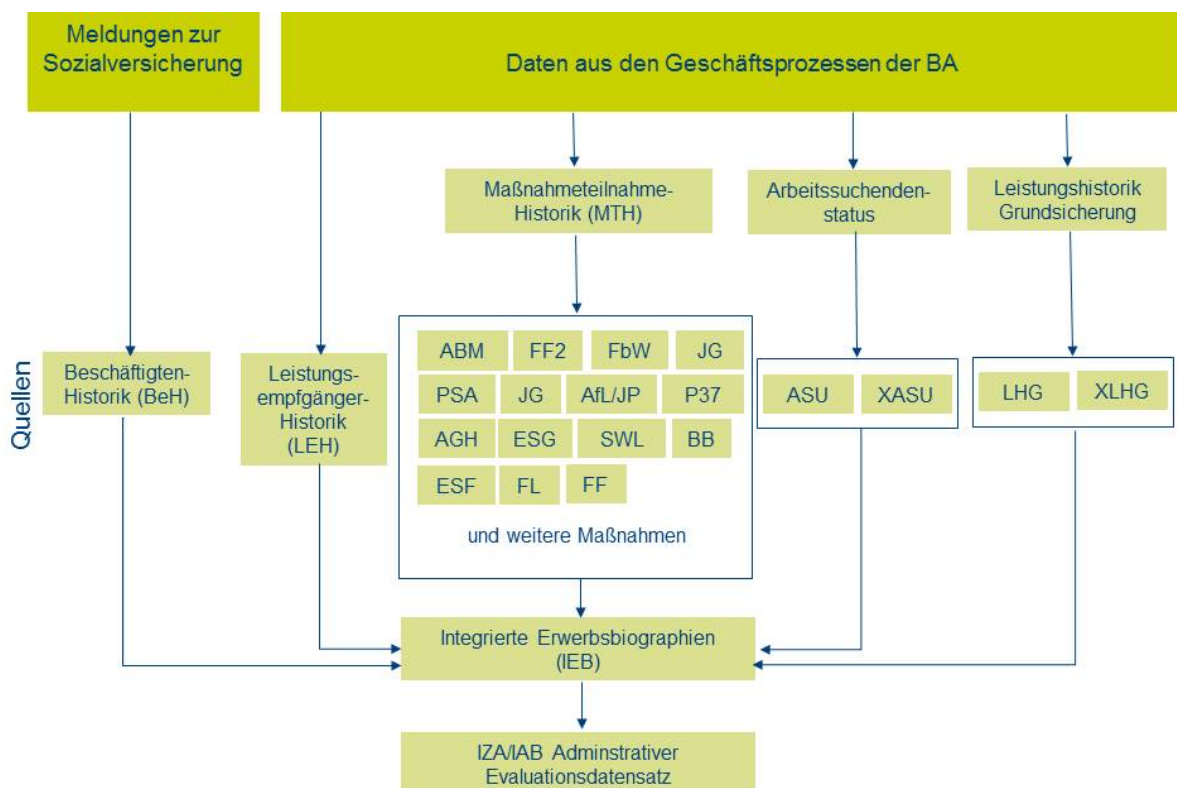 Meldungen zur
Sozialversicherung
Daten aus den Geschäftsprozessen der BA
Maßnahmeteilnahme-
Historik (MTH)
Arbeitssuchenden-
status
Leistungshistorik
Grundsicherung
Quellen
Beschäftigten-
Historik (BeH)
Leistungs-
empfgänger-
Historik
(LEH)
ABM FF2 FbW JG
PSA JG AfL/JP P37
AGH ESG SWL BB
ESF FL FF
und weitere Maßnahmen
ASU XASU
LHG XLHG
Integrierte Erwerbsbiographien
(IEB)
IZA/IAB Adminstrativer
Evaluationsdatensatz